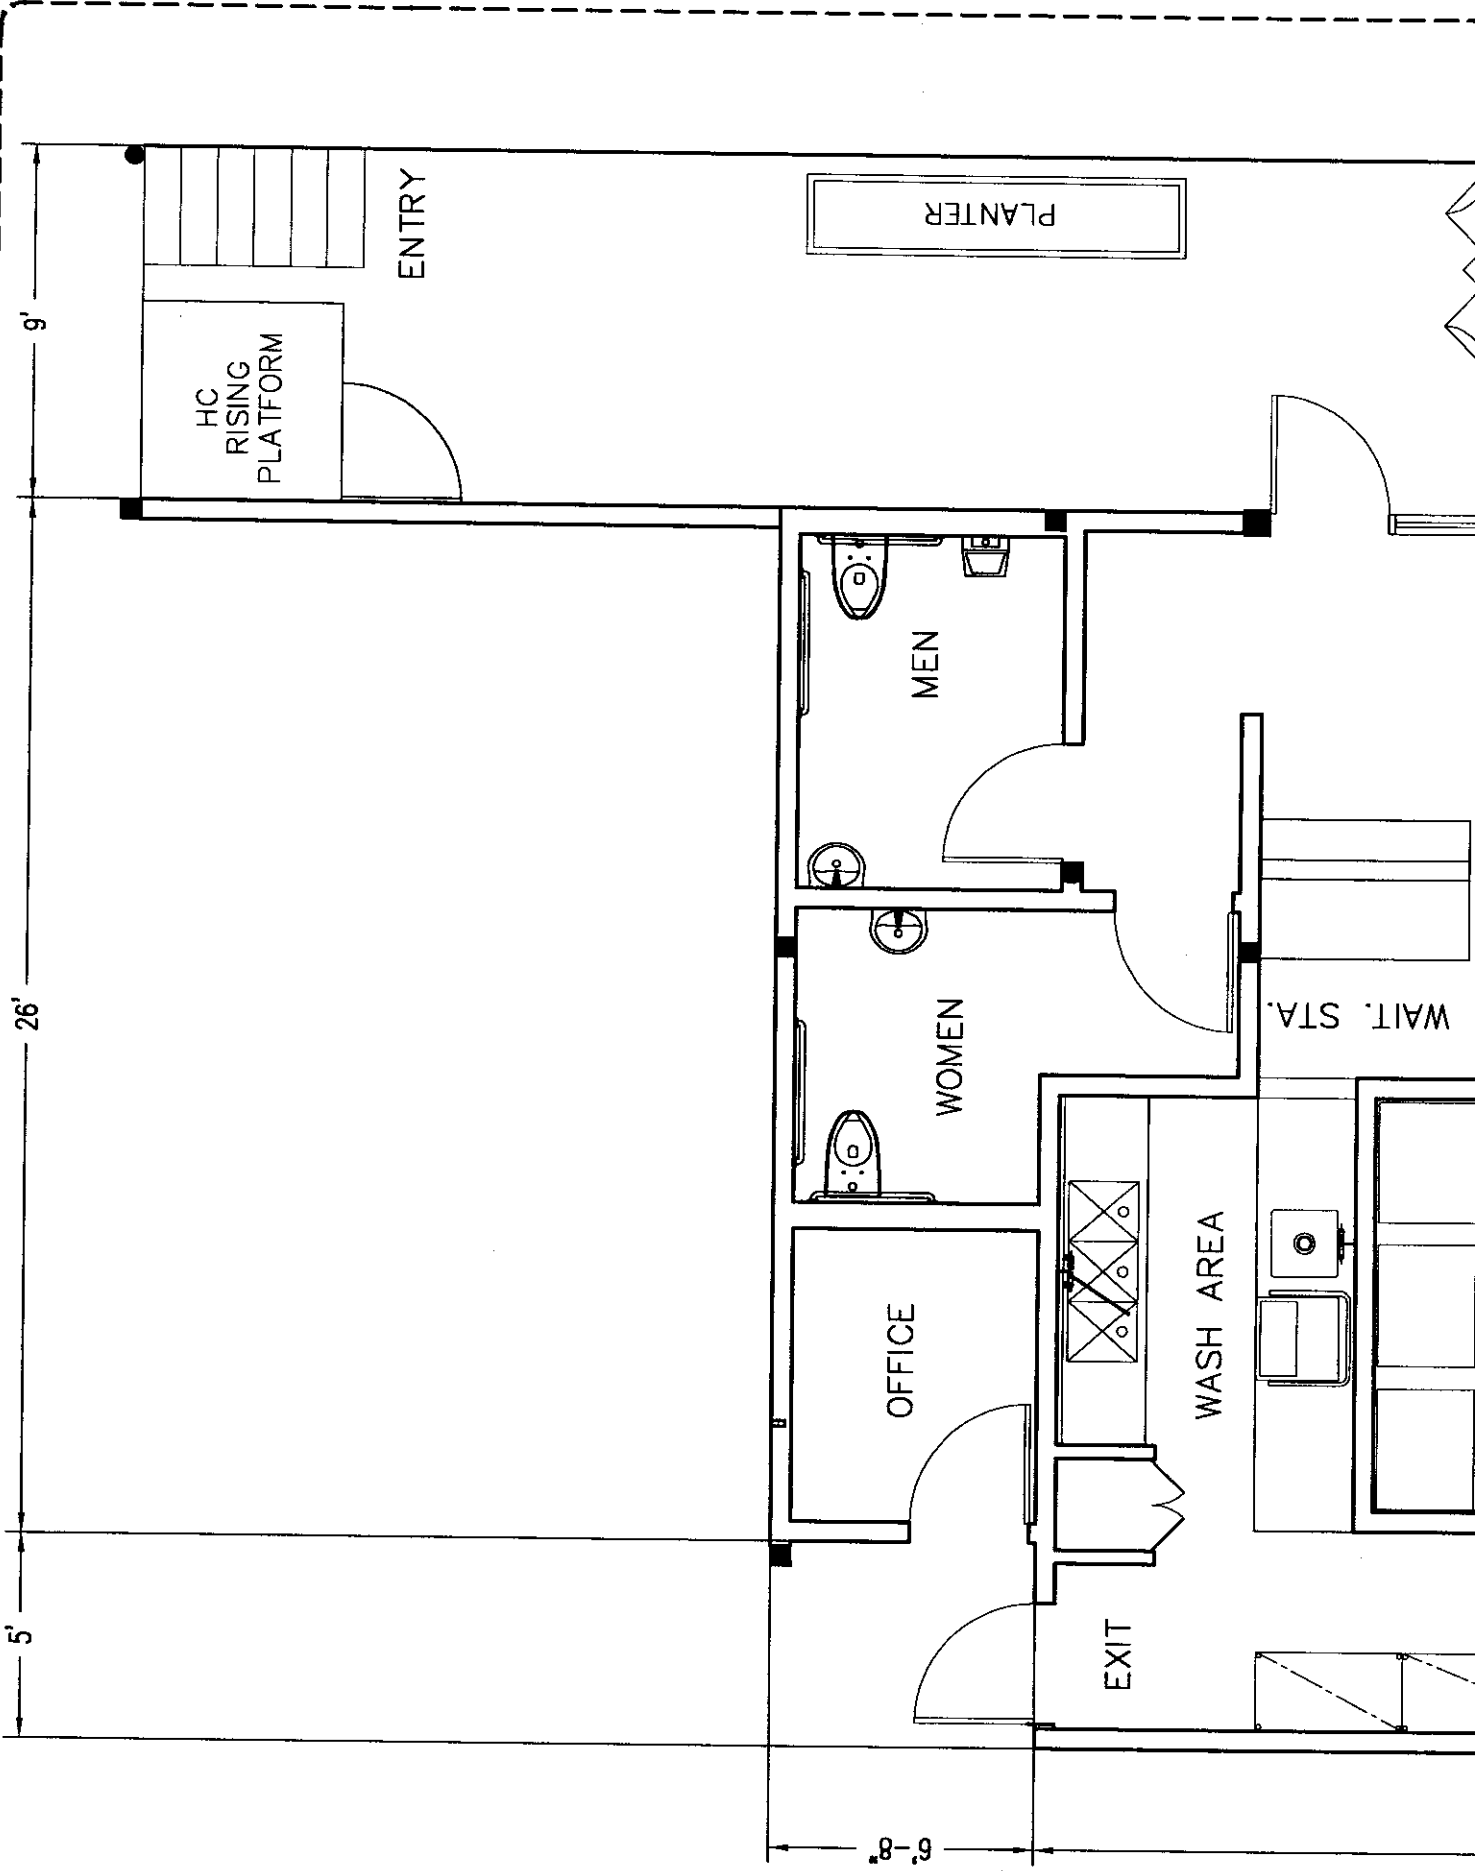 9'
ENTRY
PLANTER
HC
RISING
PLATFORM
MEN
26'
WOMEN
WAIT. STA.
OFFICE
WASH AREA
5'
EXIT
6'-8"